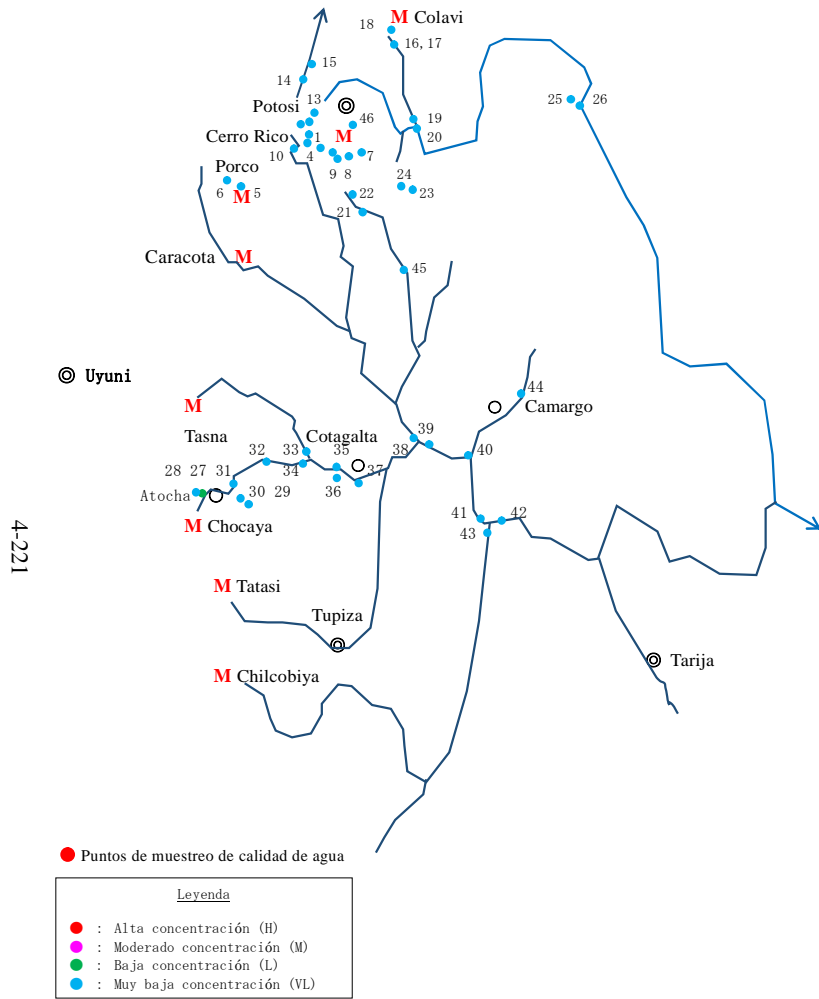 18 M Colavi
16, 17
15
14
Potosi 13
19
46
25 26
Cerro Rico 1 M
20
10 4 7
Porco 9 8
24
6 5
M
22 23
21
Caracota M
45
Uyuni
M
44
Camargo
Tasna Cotagalta 39
32 33 35 38
40
28 27 31 34 37
Atocha 30 29 36
M Chocaya
41 42
43
4-221
M Tatasi
Tupiza
Tarija
M Chilcobiya
Puntos de muestreo de calidad de agua
Leyenda
: Alta concentración (H)
: Moderado concentración (M)
: Baja concentración (L)
: Muy baja concentración (VL)